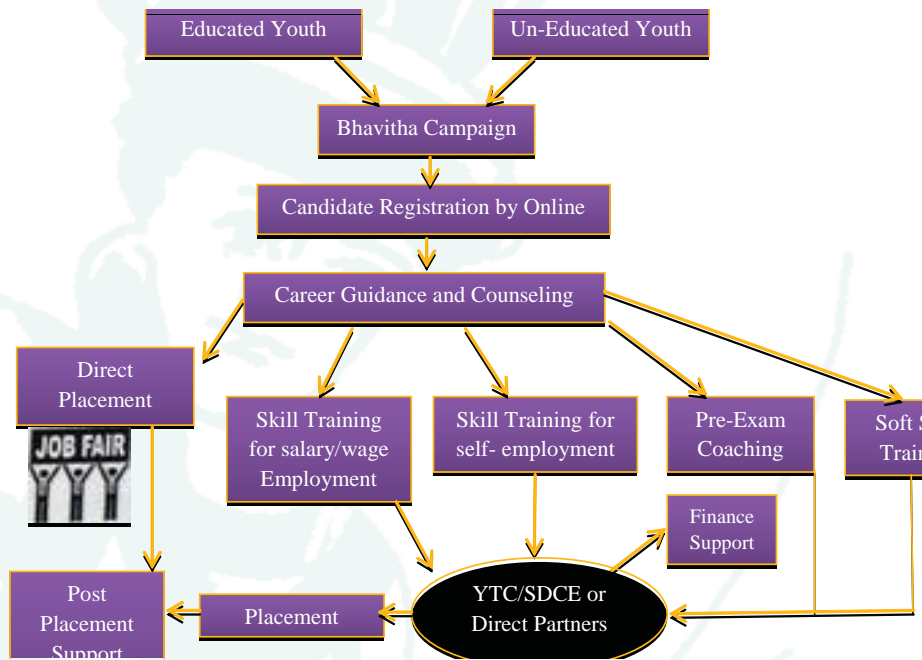 Educated Youth
Un-Educated Youth
Bhavitha Campaign
Candidate Registration by Online
Career Guidance and Counseling
Direct
Placement
JOB FAIR
Skill Training
for salary/wage
Employment
Skill Training for
self- employment
Pre-Exam
Coaching
Soft
Finance
Support
YTC/SDCE or
Direct Partners
Placement
Post
Placement
Support